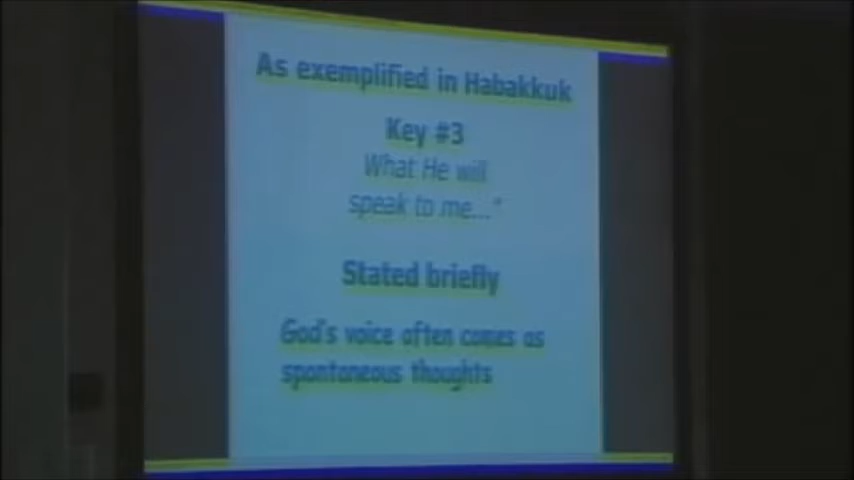 As exemplified in Habakkuk
Key #3
What He will
speak to me..."
Stated briefly
God's voice often comes as
spontaneous thoughts